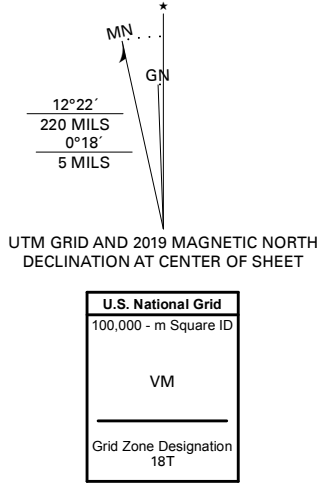 ★
MN
GN
12°22´
220 MILS
0°18´
5 MILS
UTM GRID AND 2019 MAGNETIC NORTH
DECLINATION AT CENTER OF SHEET
U.S. National Grid
100,000 - m Square ID
VM
Grid Zone Designation
18T